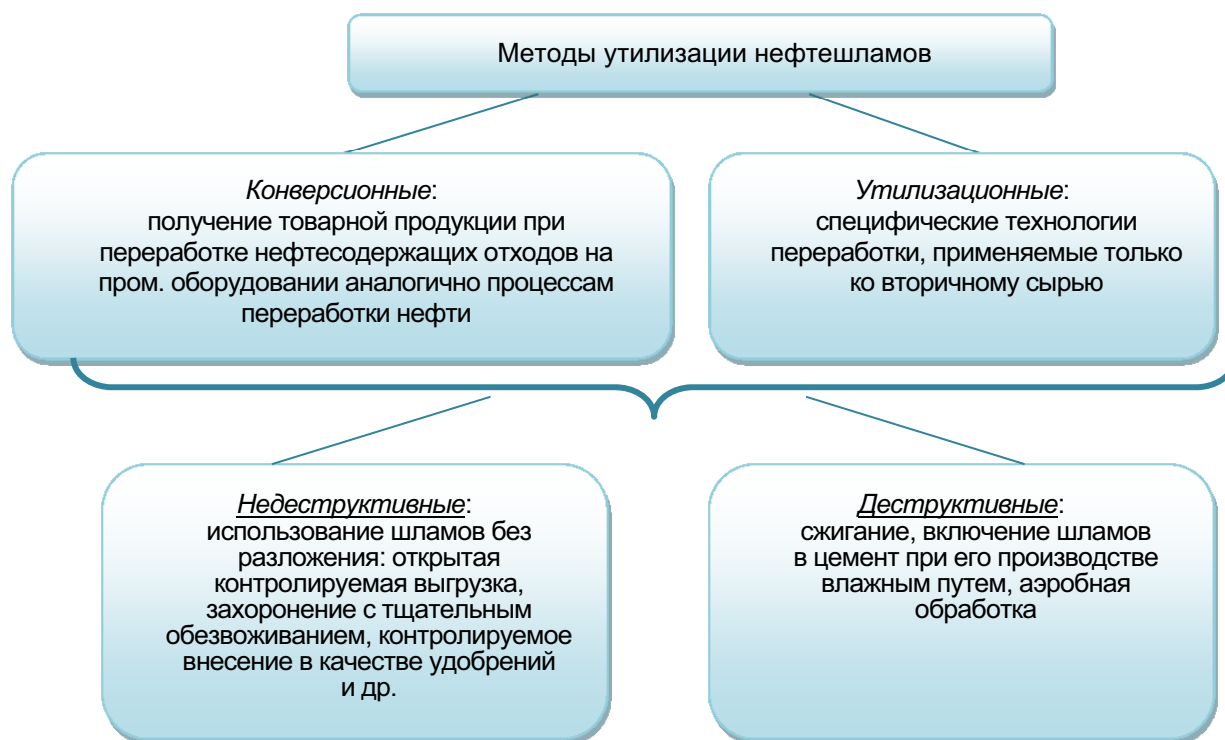 Методы утилизации нефтешламов
Конверсионные:
получение товарной продукции при
переработке нефтесодержащих отходов на
пром. оборудовании аналогично процессам
переработки нефти
Утилизационные:
специфические технологии
переработки, применяемые только
ко вторичному сырью
Недеструктивные:
использование шламов без
разложения: открытая
контролируемая выгрузка,
захоронение с тщательным
обезвоживанием, контролируемое
внесение в качестве удобрений
и др.
Деструктивные:
сжигание, включение шламов
в цемент при его производстве
влажным путем, аэробная
обработка